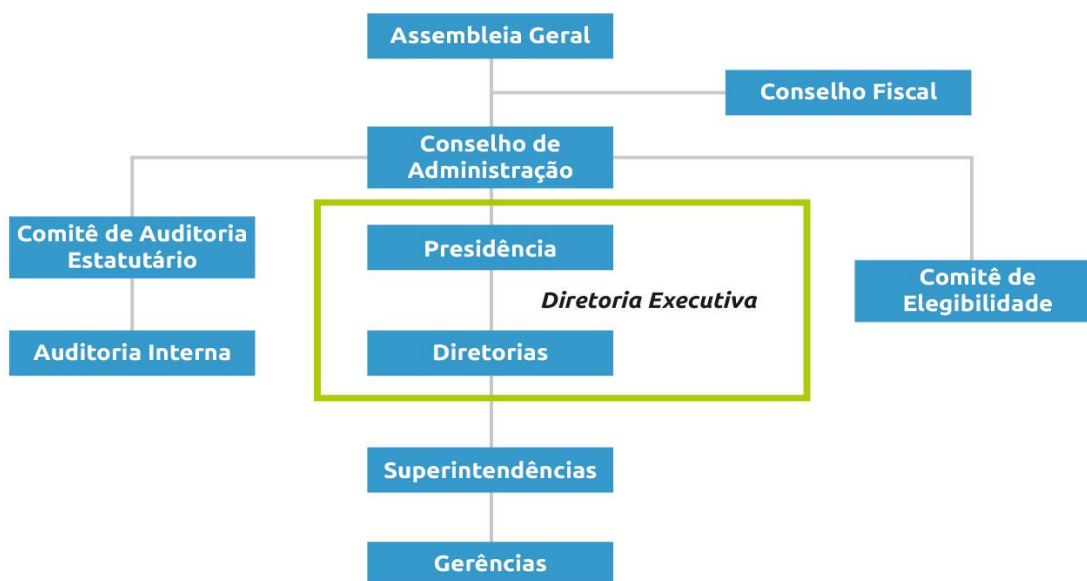 Assembleia Geral
Conselho Fiscal
Conselho de
Administração
Comitê de Auditoria
Estatutário
Presidência
Diretoria Executiva
Comitê de
Elegibilidade
Auditoria Interna
Diretorias
Superintendências
Gerências